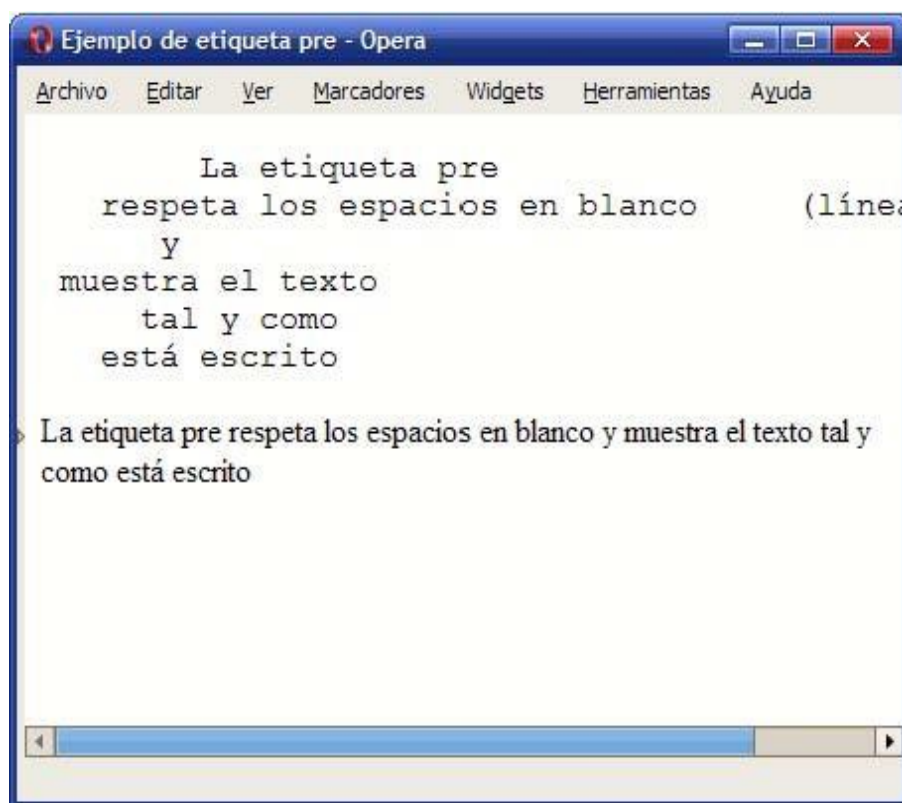 Ejemplo de etiqueta pre - Opera
Archivo Editar Ver Marcadores Widgets Herramientas Ayuda
La etiqueta pre
respeta los espacios en blanco (línea
y
muestra el texto
tal y como
está escrito
La etiqueta pre respeta los espacios en blanco y muestra el texto tal y
como está escrito